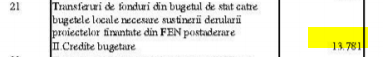 21 Transferuri de fonduri din bugetul de stat catre
bugetele locale necesare sustinerii derularii
proiectelor finantate din FEN postaderare
II.Credite bugetare 13.781